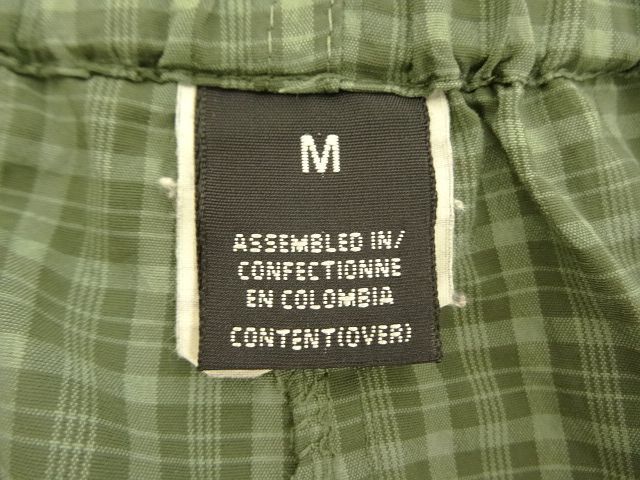 M
ASSEMBLED IN/
CONFECTIONNE
EN COLOMBIA
CONTENT(OVER)